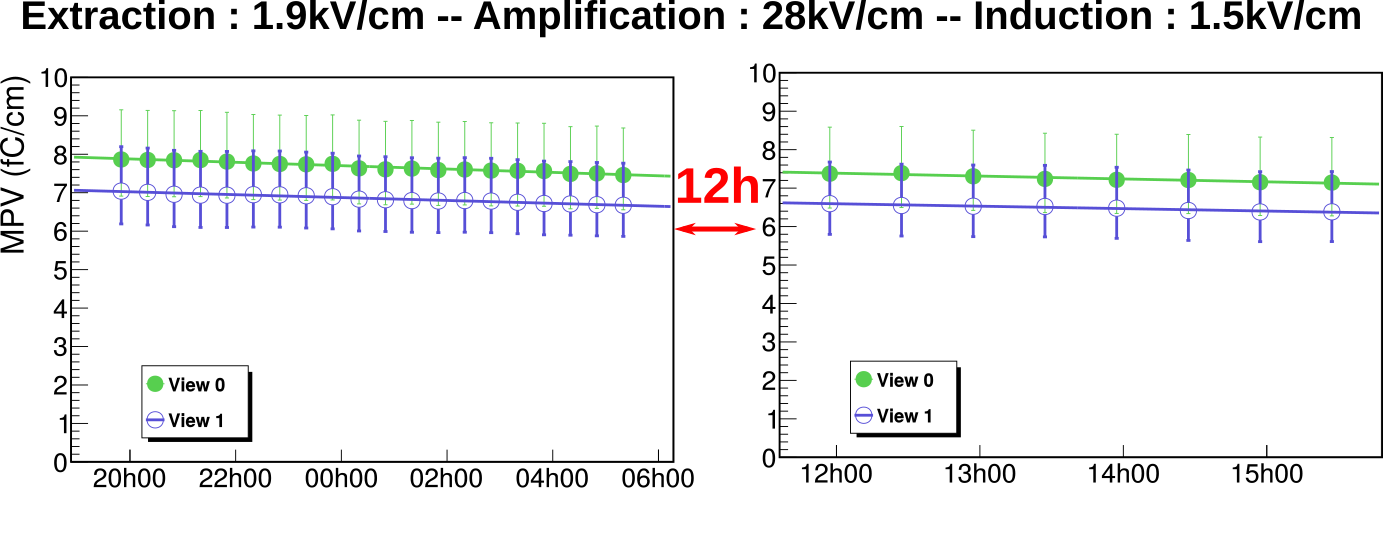 Extraction : 1.9kV/cm -- Amplification : 28kV/cm -- Induction : 1.5kV/cm
MPV (fC/cm)
10
9
8
7
6
5
4
3
2
1
0
View 0
View 1
20h00 22h00 00h00 02h00 04h00 06h00
12h
10
9
8
7
6
5
4
3
2
1
0
View 0
View 1
12h00 13h00 14h00 15h00